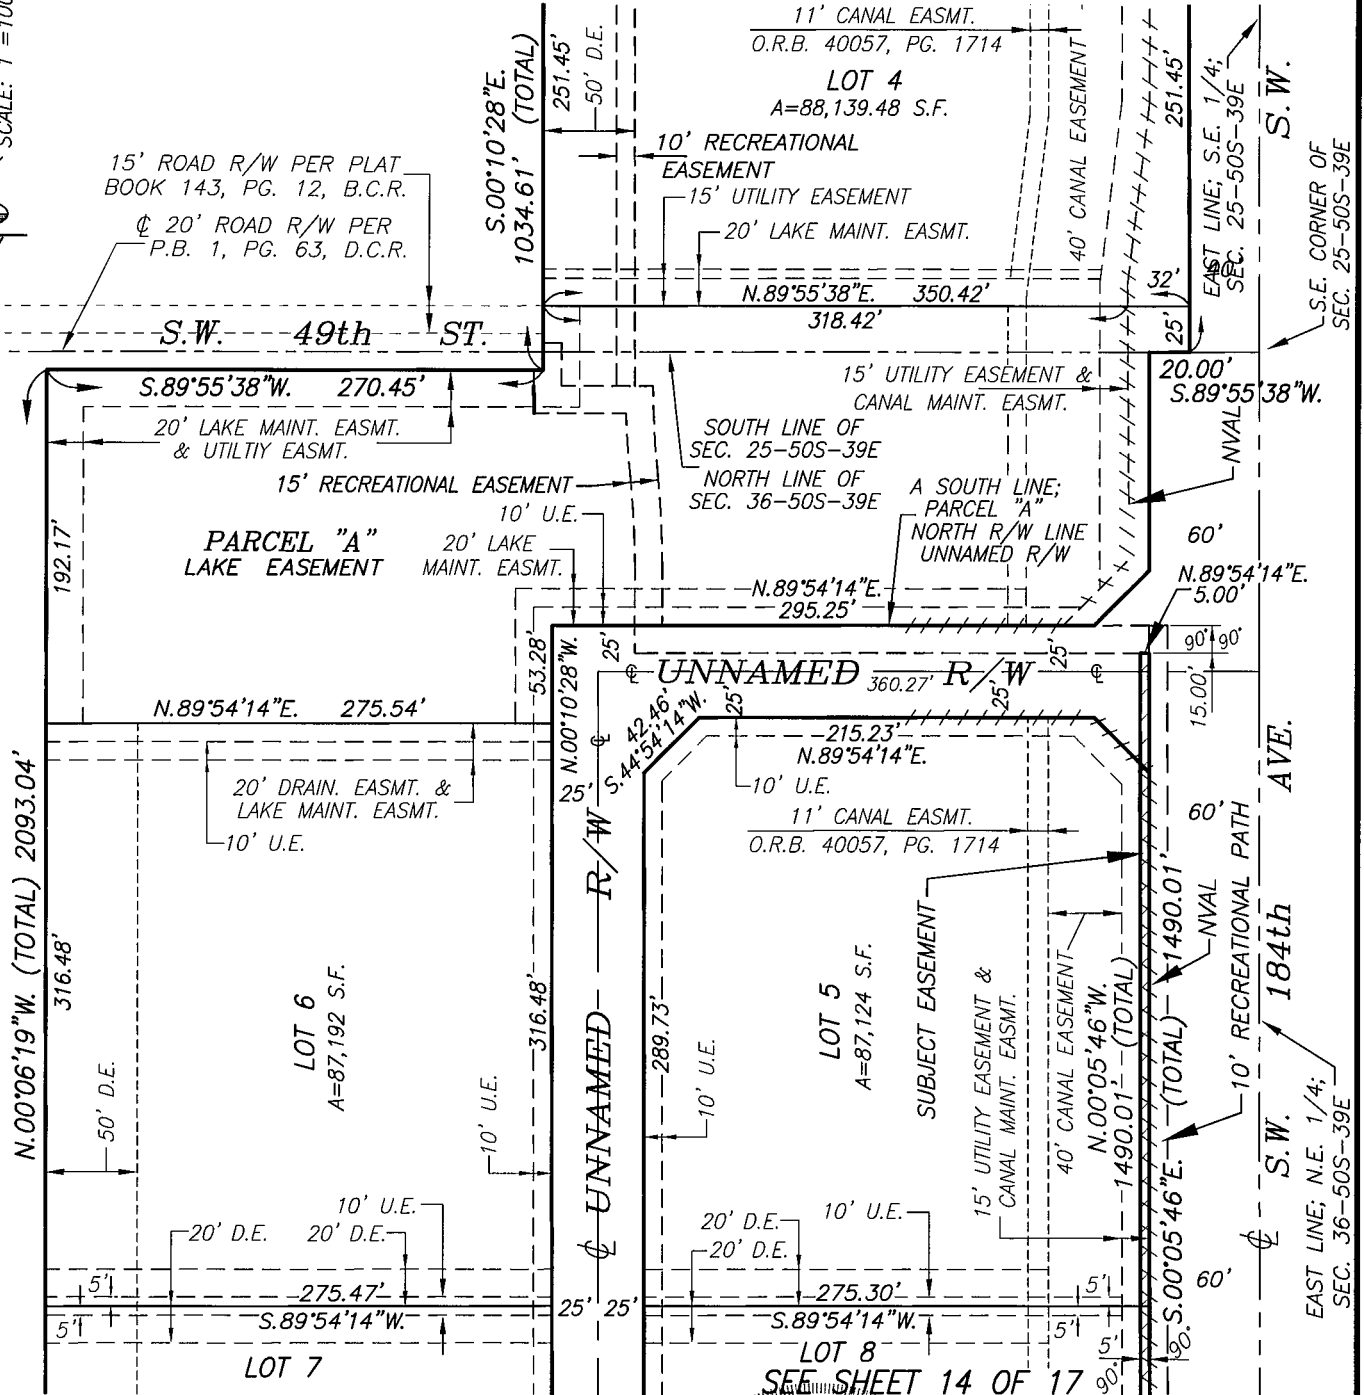 SCALE: 1"=100
11' CANAL EASMT.
O.R.B. 40057, PG. 1714
LOT 4
A=88,139.48 S.F.
S.00°10'28"E.
1034.61' (TOTAL)
251.45'
50' D.E.
10' RECREATIONAL
EASEMENT
15' UTILITY EASEMENT
20' LAKE MAINT. EASMT.
40' CANAL EASEMENT
251.45'
EAST LINE; S.E. 1/4;
SEC. 25-50S-39E
S.W.
S.E. CORNER OF
SEC. 25-50S-39E
15' ROAD R/W PER PLAT
BOOK 143, PG. 12, B.C.R.
℄ 20' ROAD R/W PER
P.B. 1, PG. 63, D.C.R.
N.89°55'38"E. 350.42'
318.42'
32'
25'
S.W. 49th ST.
S.89°55'38"W. 270.45'
20' LAKE MAINT. EASMT.
& UTILTIY EASMT.
15' UTILITY EASEMENT &
CANAL MAINT. EASMT.
20.00'
S.89°55'38"W.
SOUTH LINE OF
SEC. 25-50S-39E
NORTH LINE OF
SEC. 36-50S-39E
NVAL
15' RECREATIONAL EASEMENT
10' U.E.
A SOUTH LINE;
PARCEL "A"
NORTH R/W LINE
UNNAMED R/W
PARCEL "A"
LAKE EASEMENT
20' LAKE
MAINT. EASMT.
192.17'
60'
N.89°54'14"E.
5.00'
N.89°54'14"E.
295.25'
53.28'
N.00°10'28"W.
25'
℄ UNNAMED R/W ℄
360.27'
25'
25'
25'
90° 90°
15.00'
N.89°54'14"E. 275.54'
℄
42.46'
S.44°54'14"W.
215.23'
N.89°54'14"E.
10' U.E.
25'
20' DRAIN. EASMT. &
LAKE MAINT. EASMT.
10' U.E.
N.00°06'19"W. (TOTAL) 2093.04'
316.48'
11' CANAL EASMT.
O.R.B. 40057, PG. 1714
60'
AVE.
LOT 6
A=87,192 S.F.
316.48'
℄ UNNAMED R/W
289.73'
10' U.E.
LOT 5
A=87,124 S.F.
SUBJECT EASEMENT
15' UTILITY EASEMENT &
CANAL MAINT. EASMT.
40' CANAL EASEMENT
N.00°05'46"W.
1490.01' (TOTAL)
S.00°05'46"E. (TOTAL) 1490.01'
NVAL
10' RECREATIONAL PATH
℄ S.W. 184th
EAST LINE; N.E. 1/4;
SEC. 36-50S-39E
50' D.E.
10' U.E.
10' U.E.
20' D.E. 20' D.E.
20' D.E.
20' D.E.
10' U.E.
60'
5'
275.47'
5'
S.89°54'14"W.
25' 25'
275.30'
S.89°54'14"W.
5'
5'
5'
90°
90°
LOT 7
LOT 8
SEE SHEET 14 OF 17